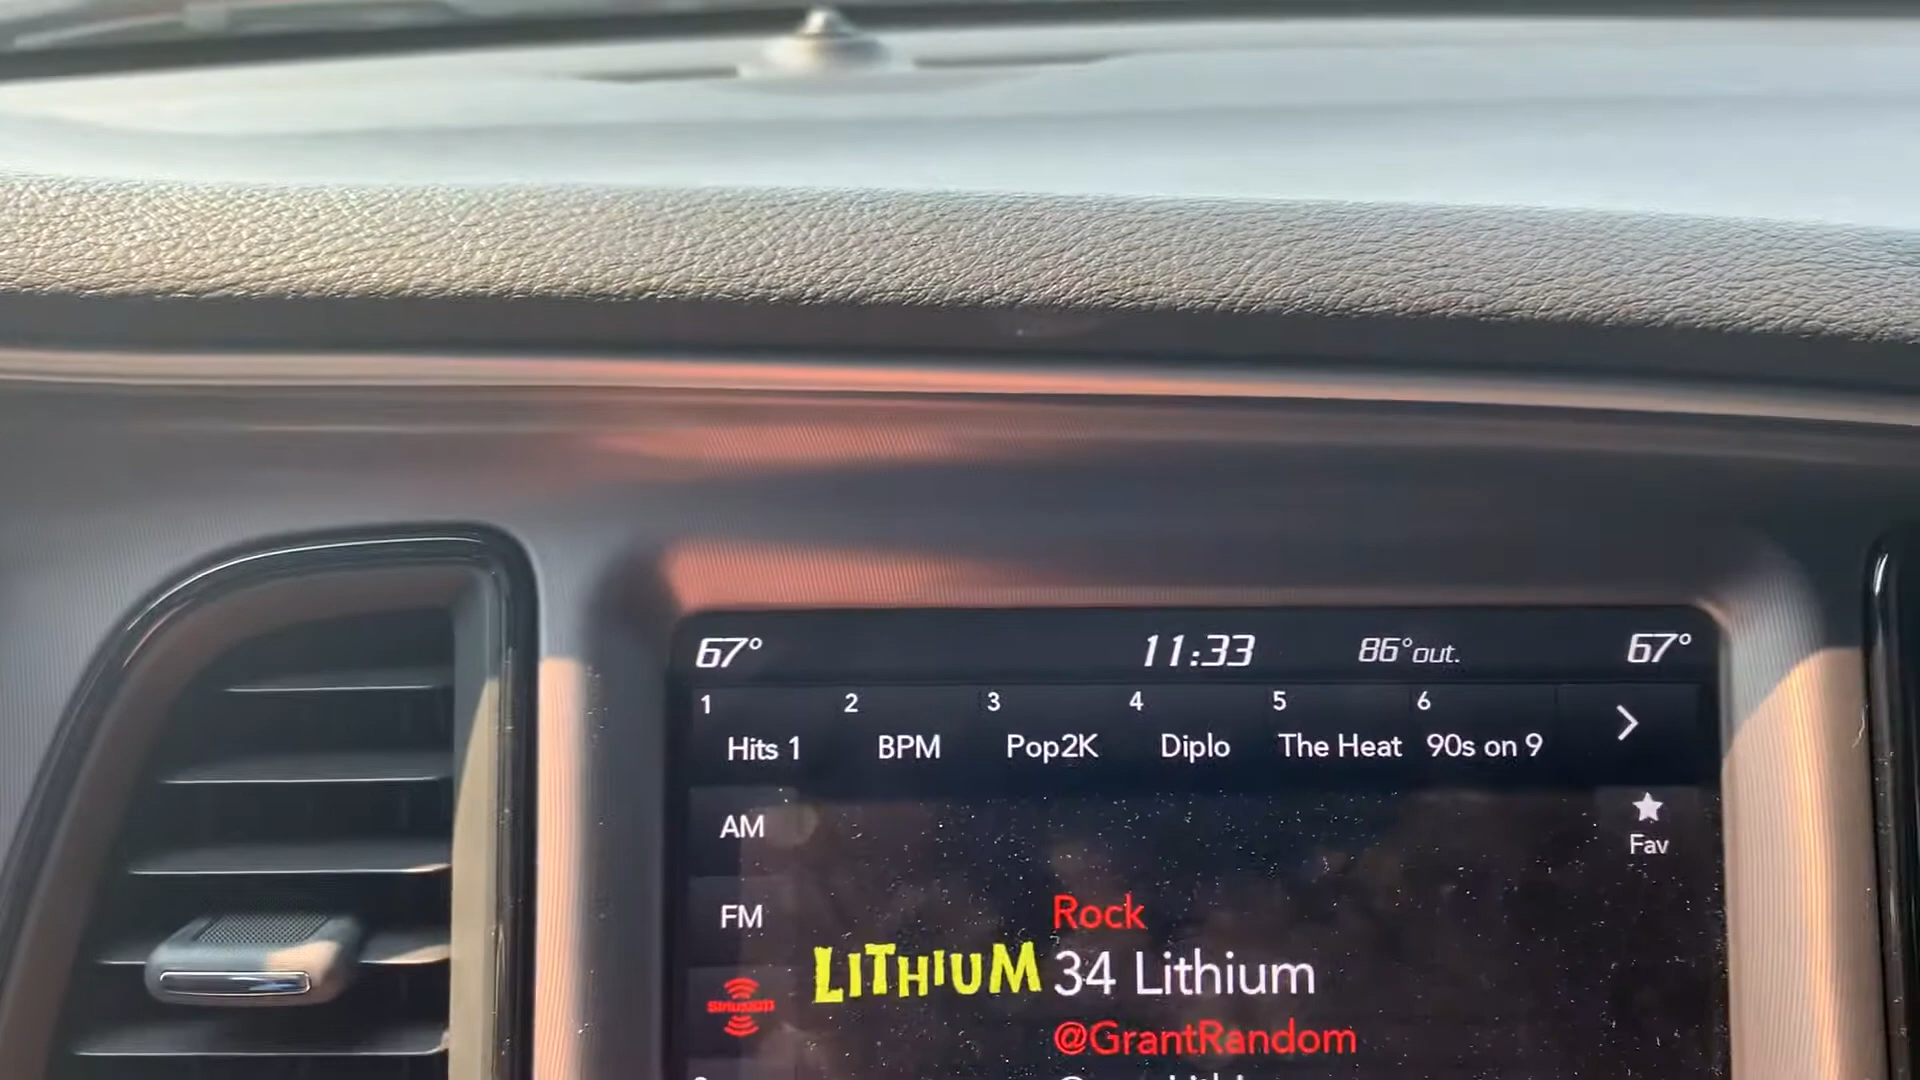 67° 11:33 86°out. 67°
1 2 3 4 5 6
Hits 1 BPM Pop2K Diplo The Heat 90s on 9
AM
Fav
FM
Rock
LITHIUM 34 Lithium
SiriusXM
@GrantRandom